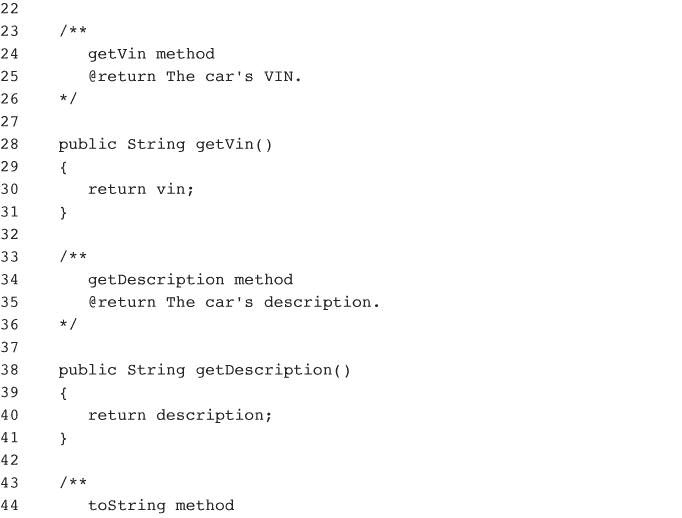 22
23    /**
24       getVin method
25       @return The car's VIN.
26    */
27
28    public String getVin()
29    {
30       return vin;
31    }
32
33    /**
34       getDescription method
35       @return The car's description.
36    */
37
38    public String getDescription()
39    {
40       return description;
41    }
42
43    /**
44       toString method